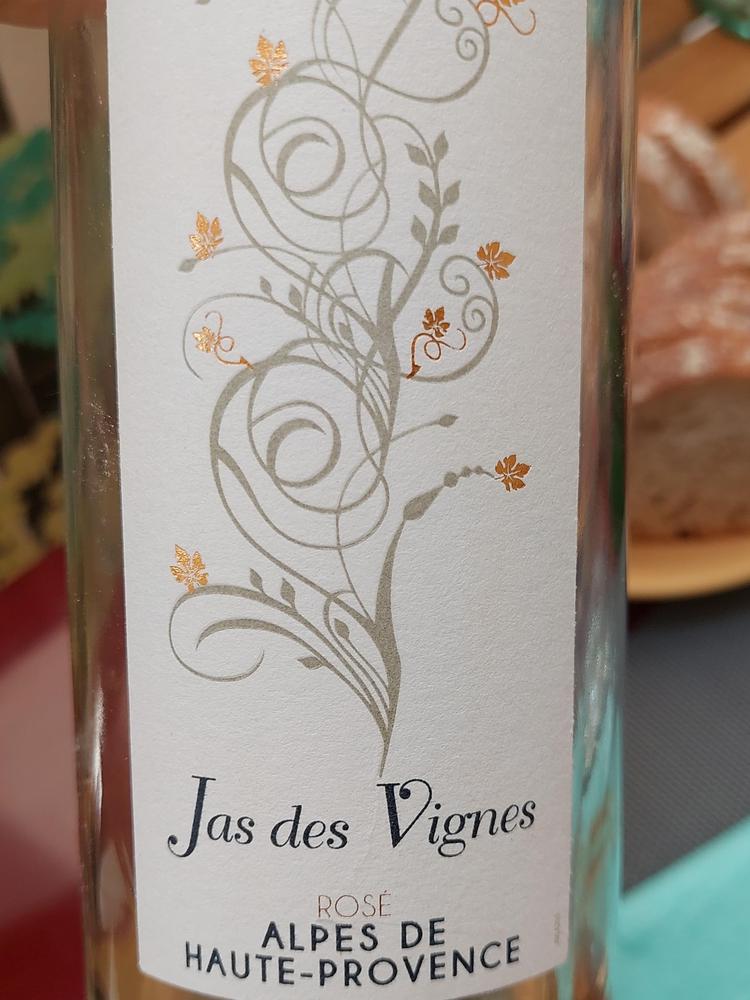 Jas des Vignes
ROSÉ
ALPES DE
HAUTE-PROVENCE